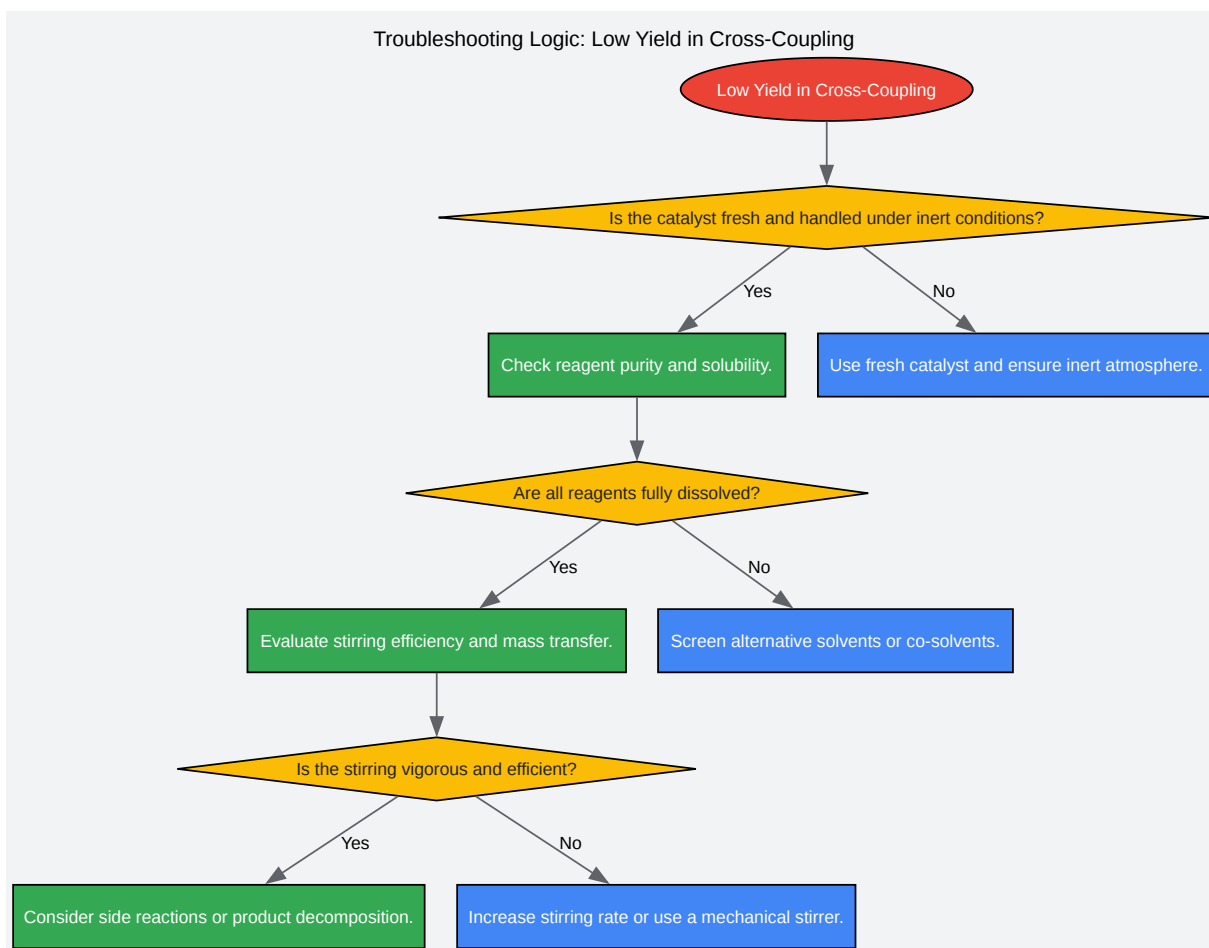 Troubleshooting Logic: Low Yield in Cross-Coupling
Low Yield in Cross-Coupling
Is the catalyst fresh and handled under inert conditions?
Yes
No
Check reagent purity and solubility.
Use fresh catalyst and ensure inert atmosphere.
Are all reagents fully dissolved?
Yes
No
Evaluate stirring efficiency and mass transfer.
Screen alternative solvents or co-solvents.
Is the stirring vigorous and efficient?
Yes
No
Consider side reactions or product decomposition.
Increase stirring rate or use a mechanical stirrer.